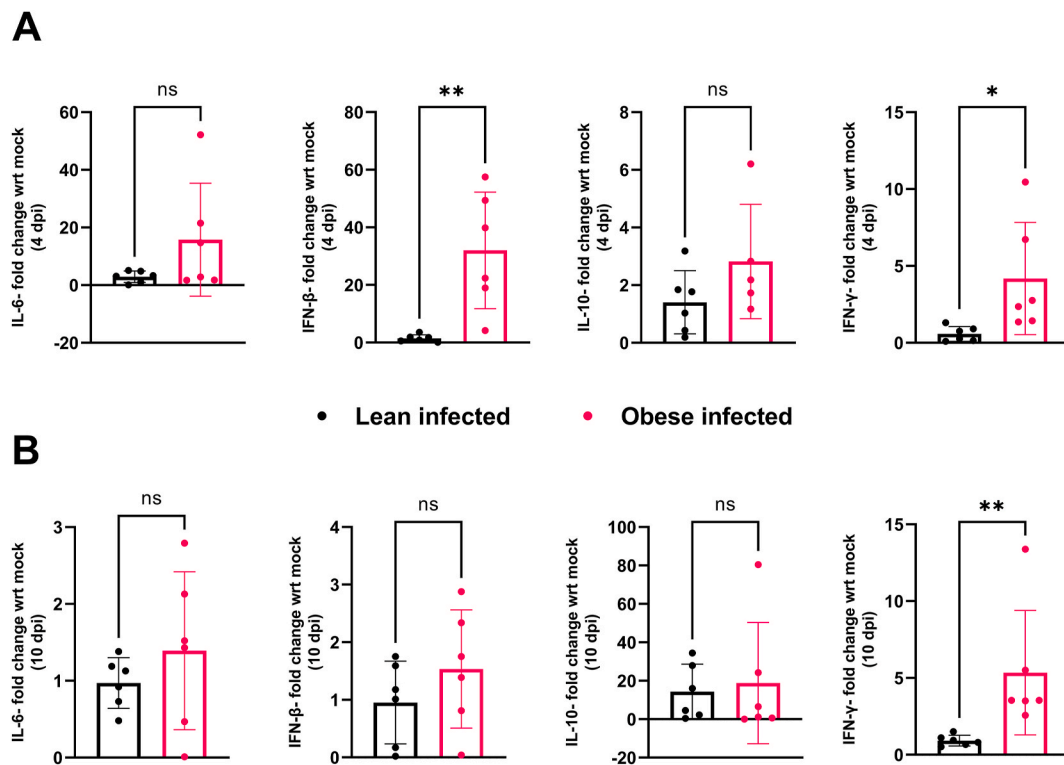 A
ns
60
40
20
0
-20
IL-6- fold change wrt mock
(4 dpi)
**
60
40
20
0
IFN-β- fold change wrt mock
(4 dpi)
ns
8
6
4
2
0
IL-10- fold change wrt mock
(4 dpi)
*
15
10
5
0
IFN-γ- fold change wrt mock
(4 dpi)
Lean infected
Obese infected
B
ns
3
2
1
0
IL-6- fold change wrt mock
(10 dpi)
ns
4
3
2
1
0
IFN-β- fold change wrt mock
(10 dpi)
ns
100
80
60
40
20
0
-20
IL-10- fold change wrt mock
(10 dpi)
**
15
10
5
0
IFN-γ- fold change wrt mock
(10 dpi)